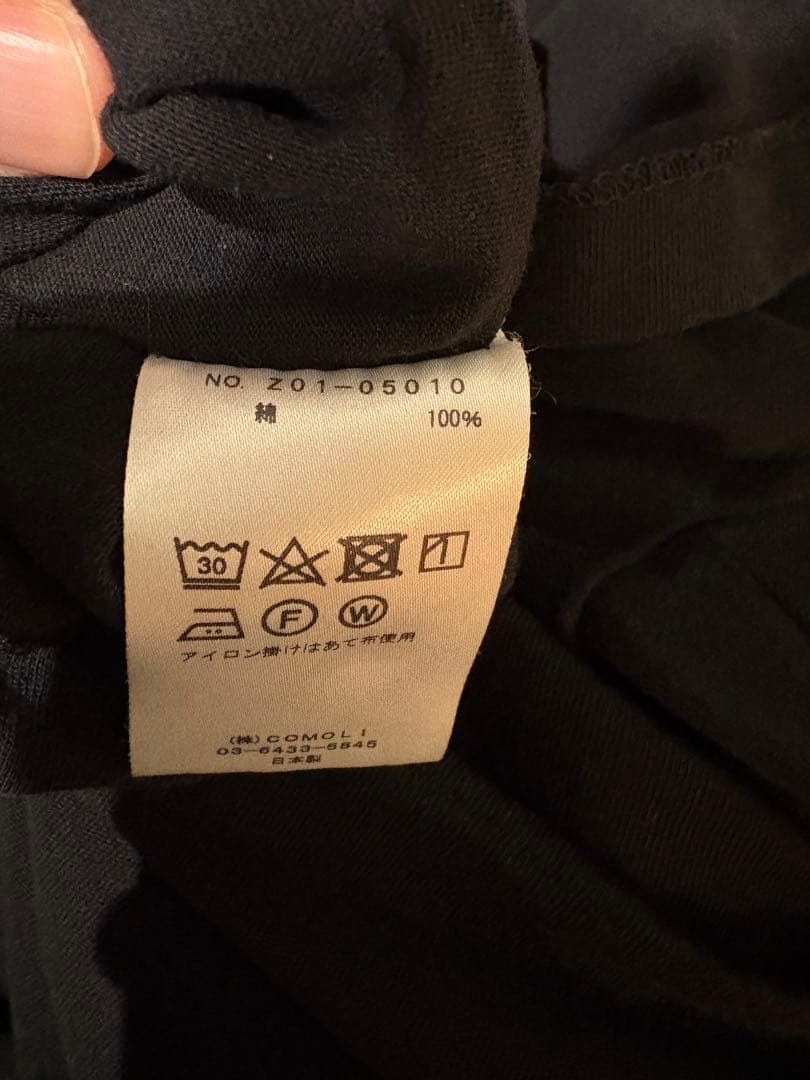 NO. Z01-05010
綿 100%
30
F W
アイロン掛けはあて布使用
(株)COMOLI
03-6433-5845
日本製